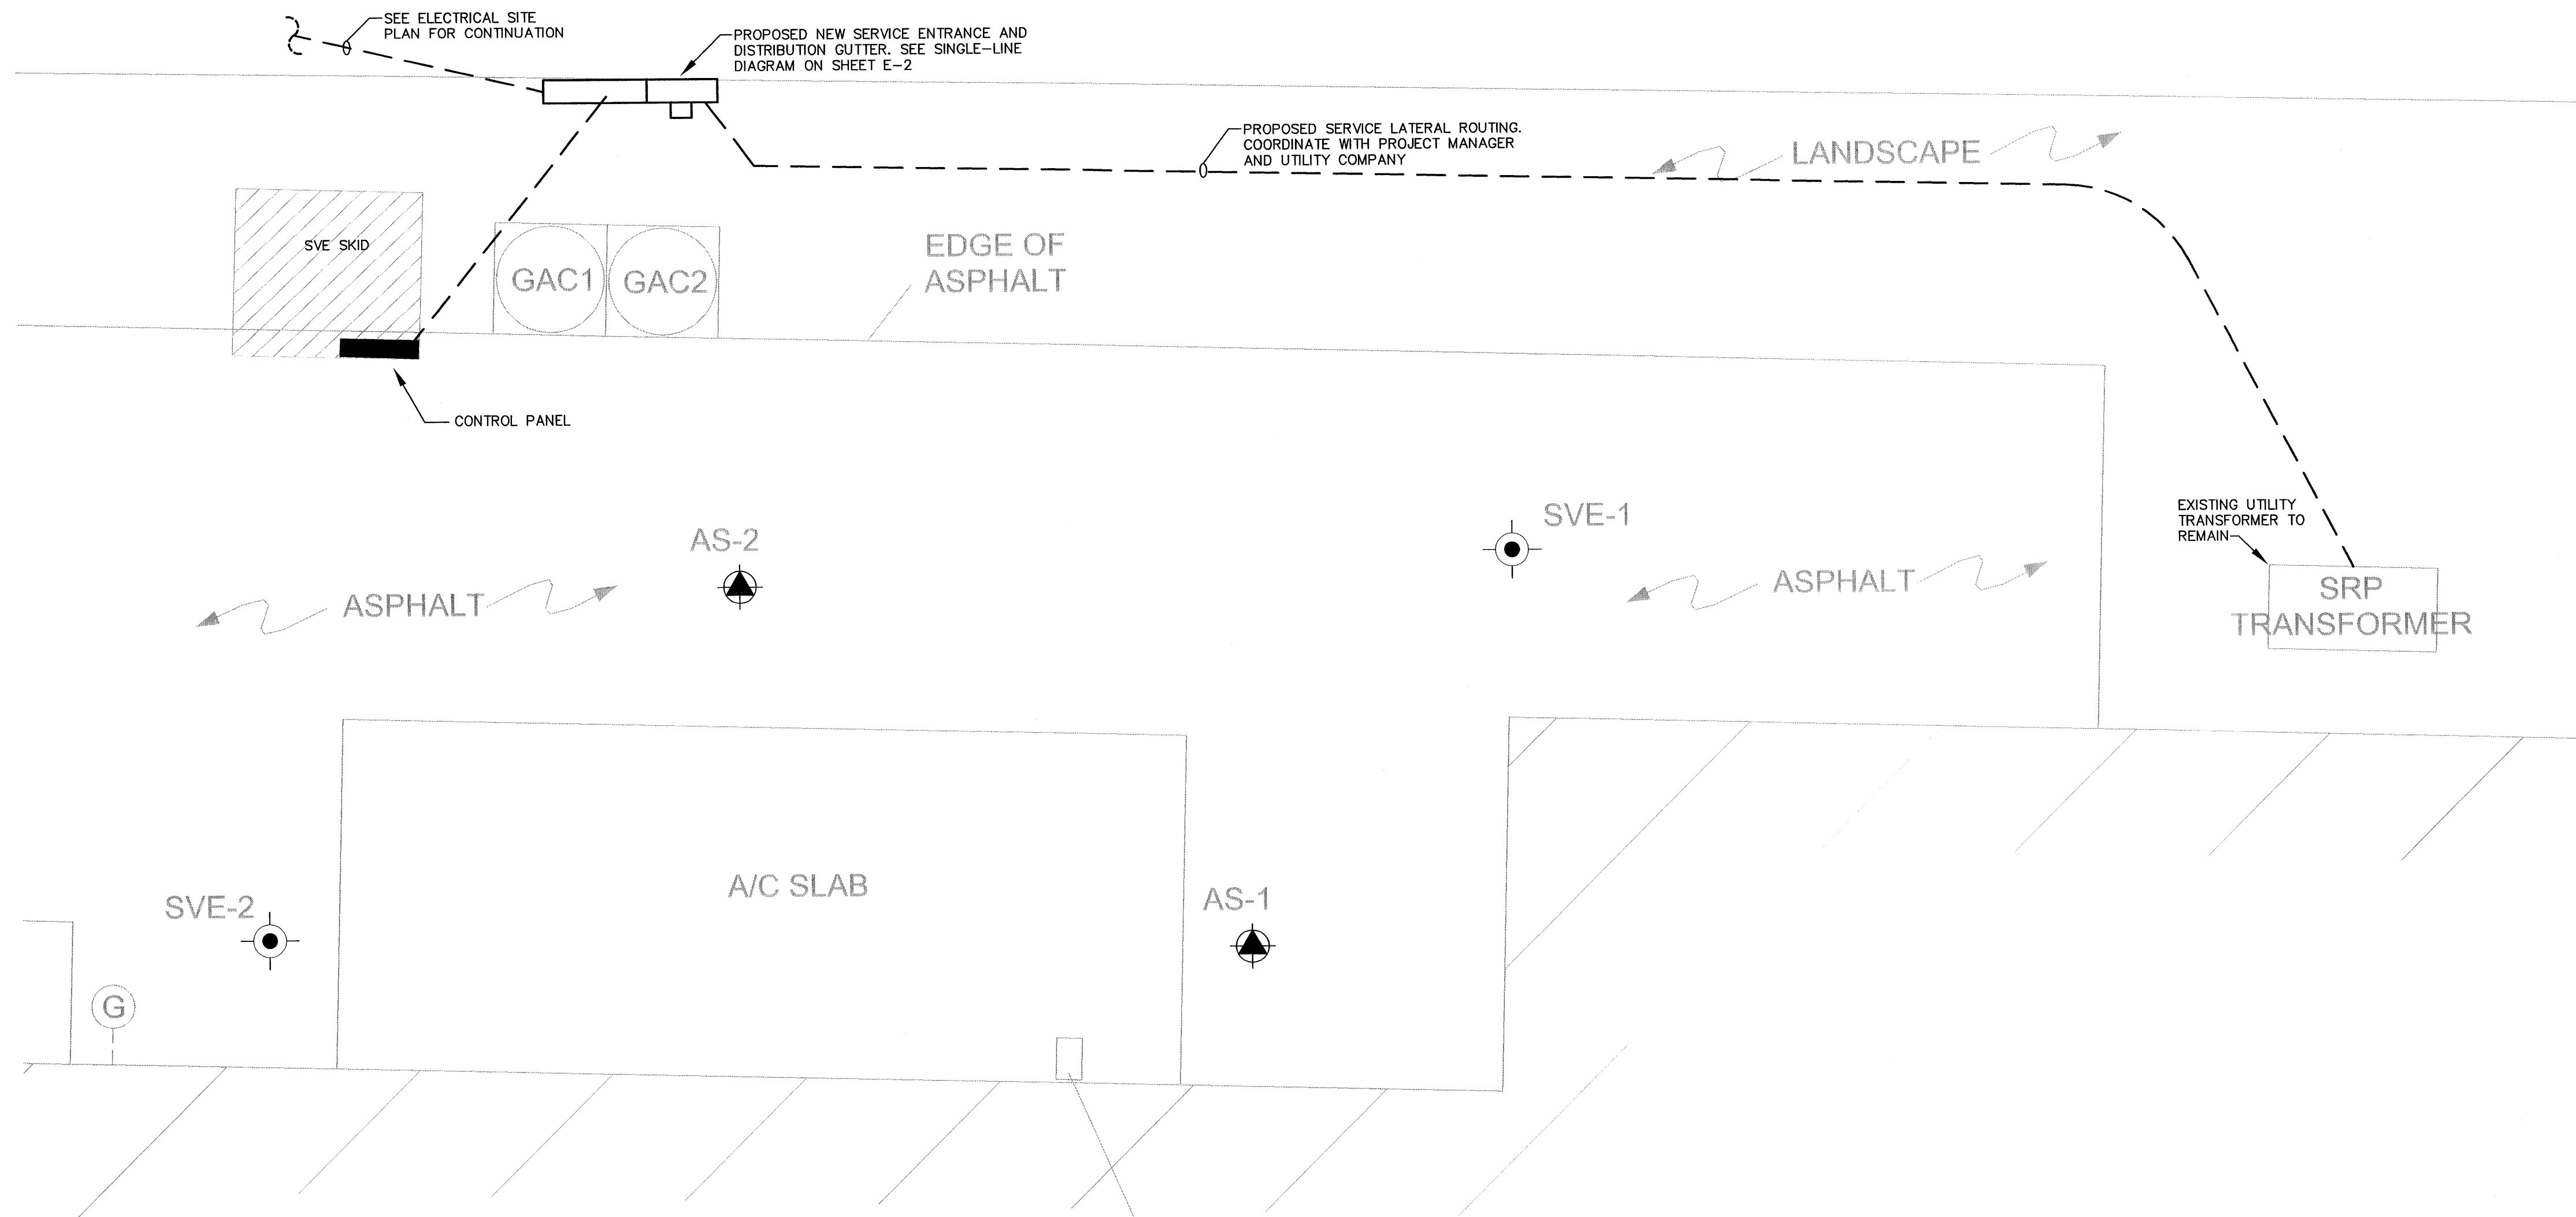 SEE ELECTRICAL SITE
PLAN FOR CONTINUATION
PROPOSED NEW SERVICE ENTRANCE AND
DISTRIBUTION GUTTER. SEE SINGLE-LINE
DIAGRAM ON SHEET E-2
PROPOSED SERVICE LATERAL ROUTING.
COORDINATE WITH PROJECT MANAGER
AND UTILITY COMPANY
LANDSCAPE
SVE SKID
GAC1
GAC2
EDGE OF
ASPHALT
CONTROL PANEL
SVE-1
AS-2
EXISTING UTILITY
TRANSFORMER TO
REMAIN
ASPHALT
ASPHALT
SRP
TRANSFORMER
A/C SLAB
SVE-2
AS-1
G